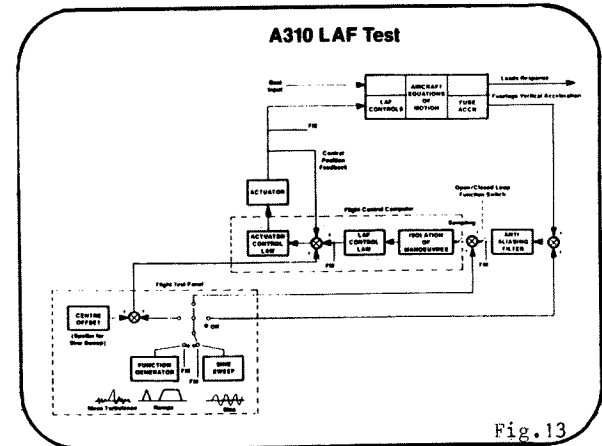 A310 LAF Test
Gust Input
LAF CONTROLS
AIRCRAFT EQUATIONS OF MOTION
FUSE ACCR
Loads Response
Fuselage Vertical Acceleration
FM
Control Position Feedback
ACTUATOR
Flight Control Computer
Open/Closed Loop Function Switch
Sampling
ACTUATOR CONTROL LAW
LAF CONTROL LAW
ISOLATION OF MANOEUVRES
ANTI ALIASING FILTER
FM
FM
Flight Test Panel
CENTRE OFFSET
(Spoiler for Sine Sweep)
Off
FUNCTION GENERATOR
SINE SWEEP
FM
FM
Ramps
Sine
Fig.13